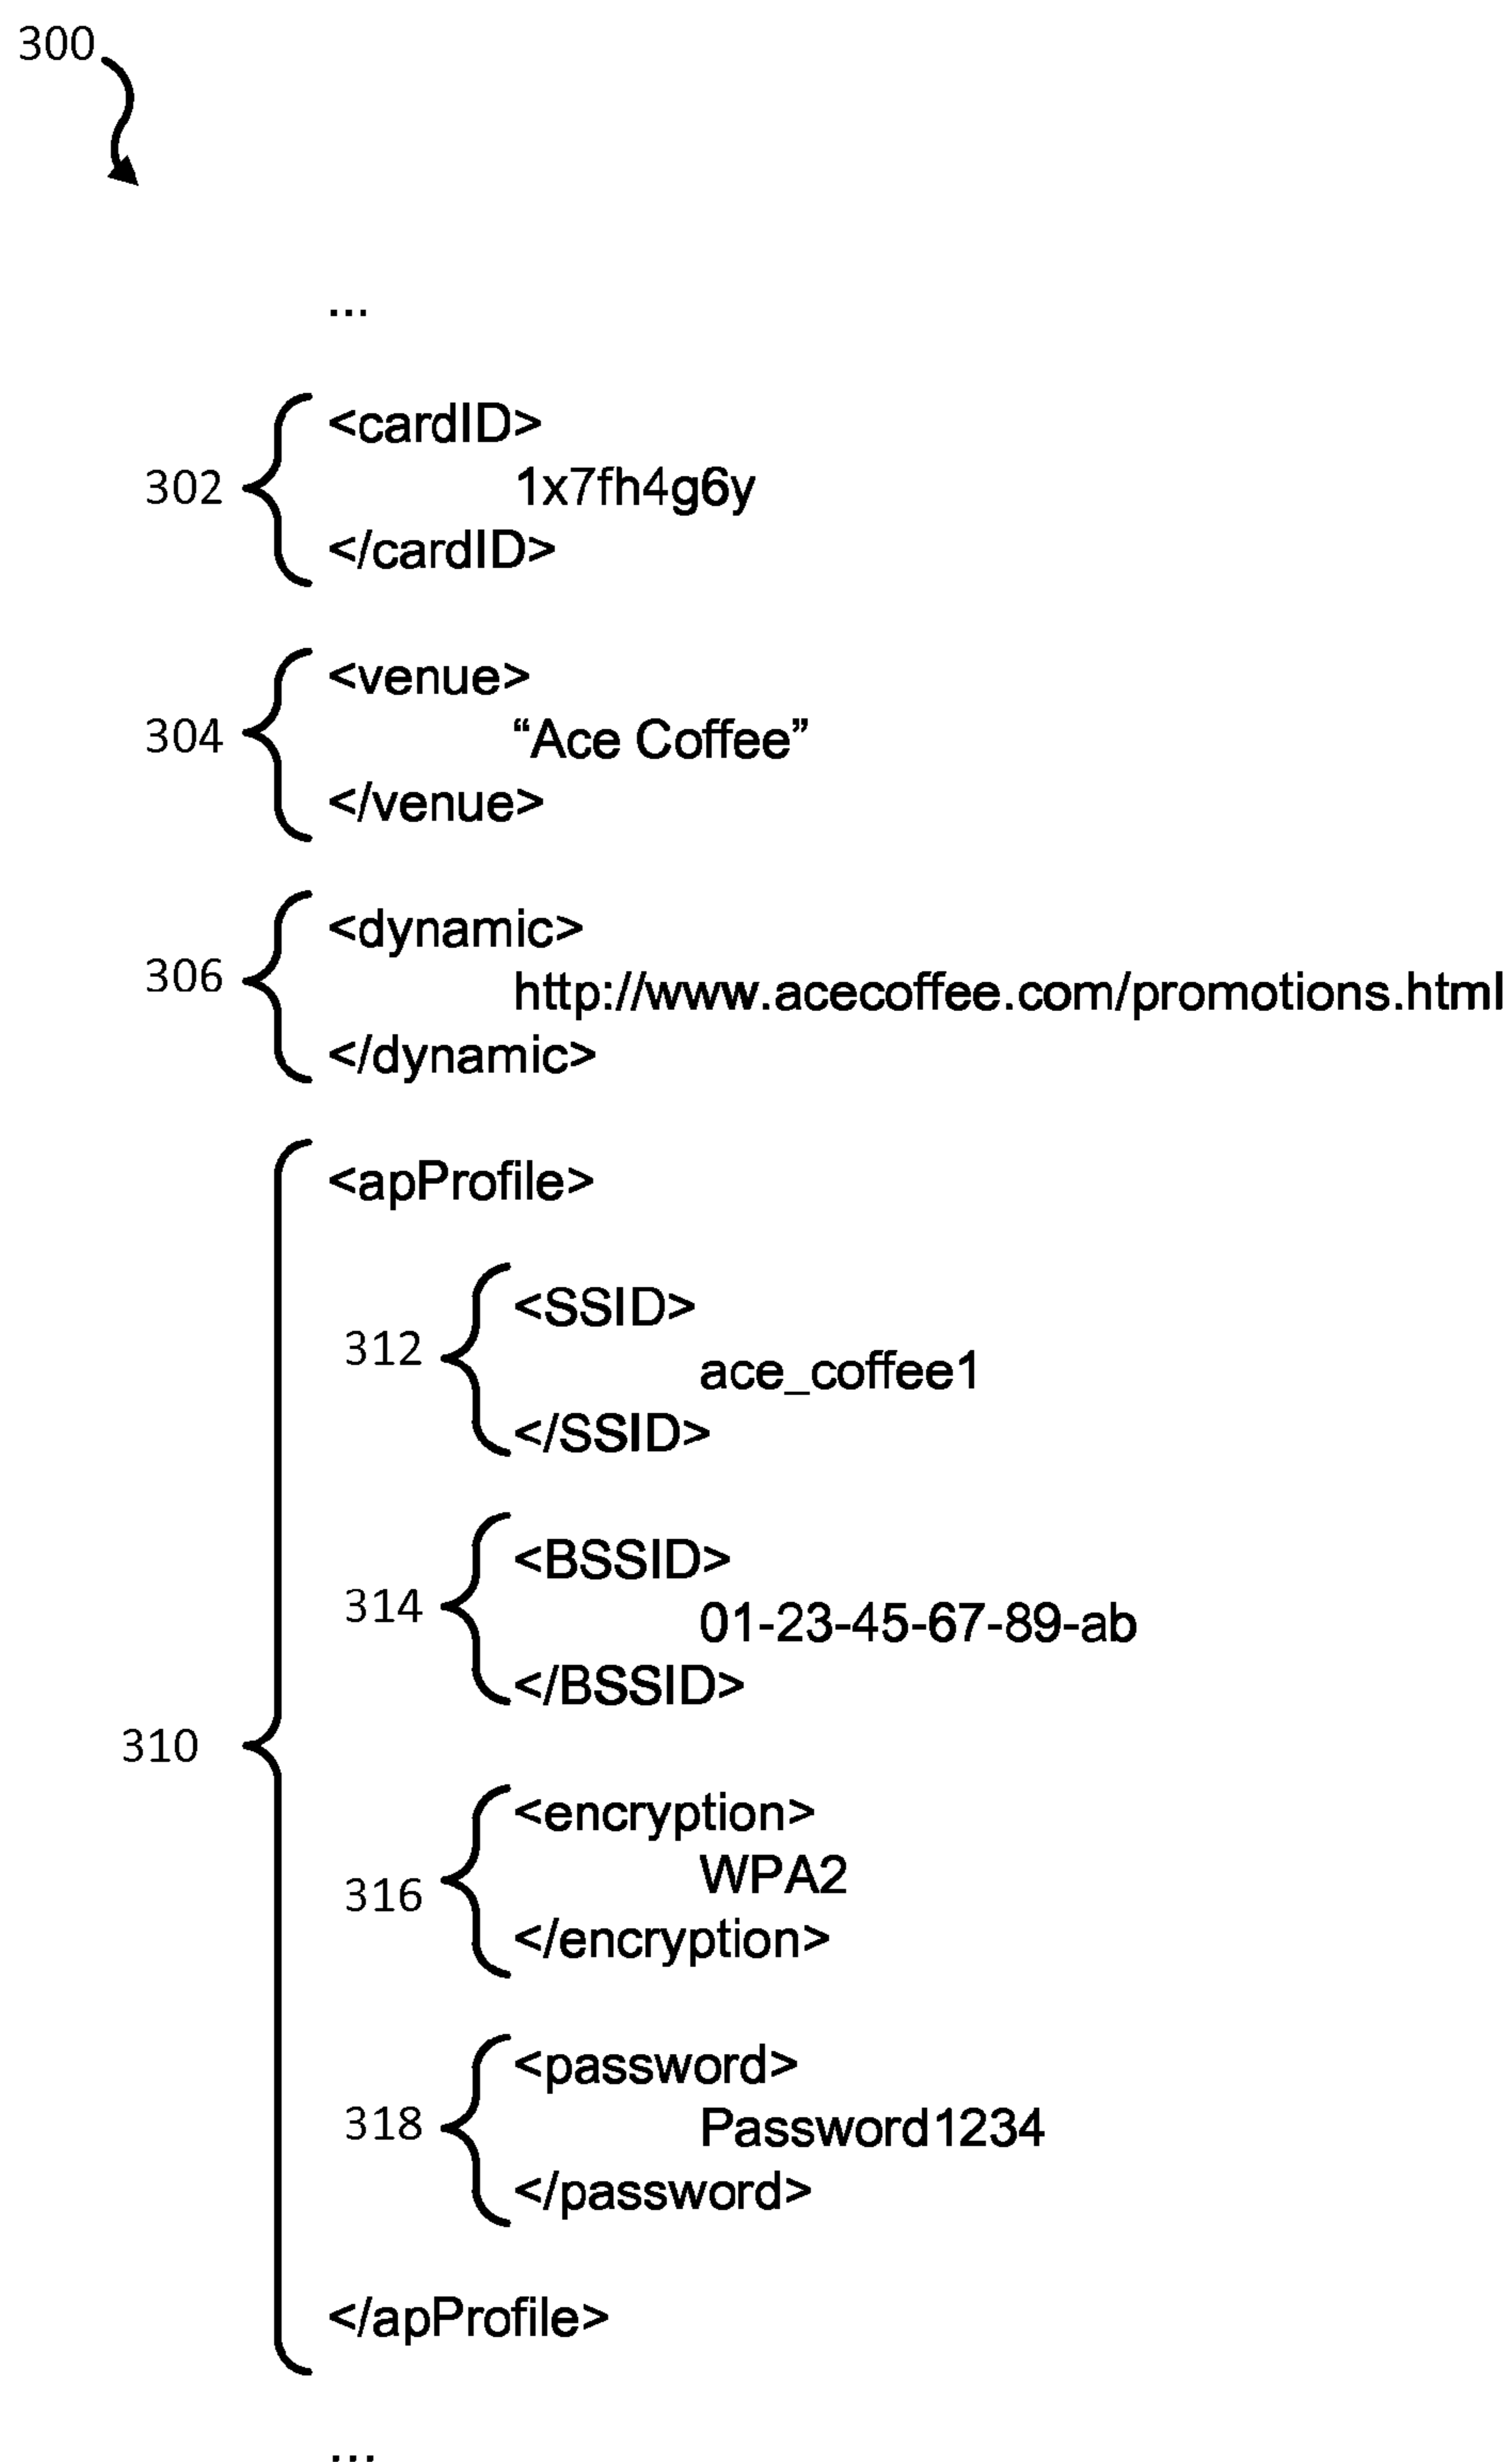 300
...
<cardID>
302
1x7fh4g6y
</cardID>
<venue>
304
“Ace Coffee”
</venue>
<dynamic>
306
http://www.acecoffee.com/promotions.html
</dynamic>
310
<apProfile>
<SSID>
312
ace_coffee1
</SSID>
<BSSID>
314
01-23-45-67-89-ab
</BSSID>
<encryption>
316
WPA2
</encryption>
<password>
318
Password1234
</password>
</apProfile>
...